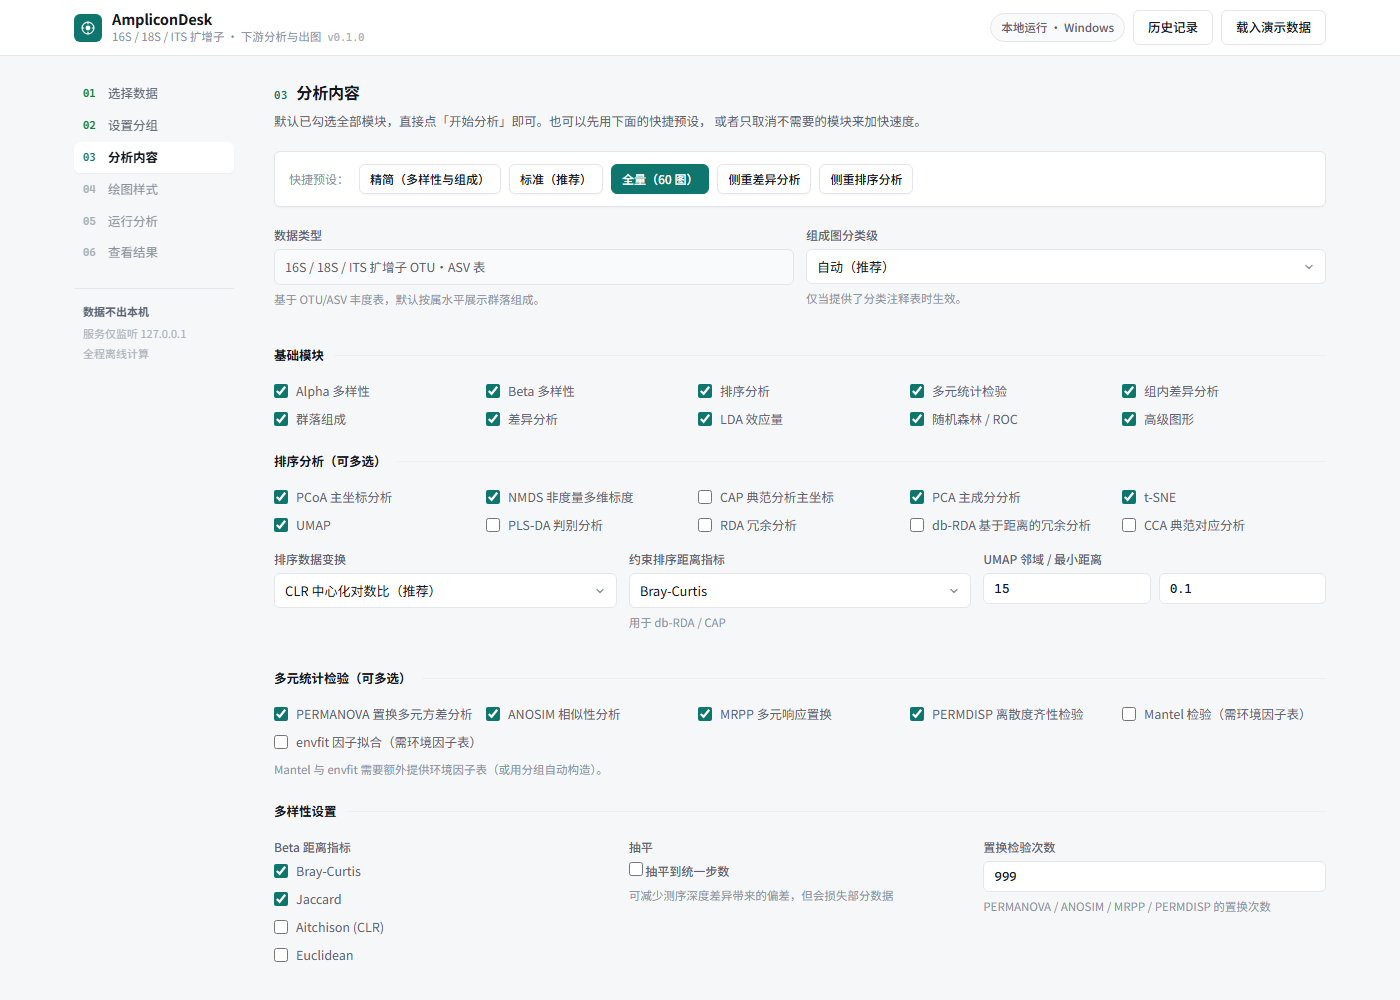 AmpliconDesk
16S / 18S / ITS 扩增子 · 下游分析与出图 v0.1.0
本地运行 · Windows
历史记录
载入演示数据
01 选择数据
02 设置分组
03 分析内容
04 绘图样式
05 运行分析
06 查看结果
数据不出本机
服务仅监听 127.0.0.1
全程离线计算
03 分析内容
默认已勾选全部模块，直接点「开始分析」即可。也可以先用下面的快捷预设， 或者只取消不需要的模块来加快速度。
快捷预设： 精简（多样性与组成） 标准（推荐） 全量（60 图） 侧重差异分析 侧重排序分析
数据类型 组成图分类级
16S / 18S / ITS 扩增子 OTU · ASV 表 自动（推荐）
基于 OTU/ASV 丰度表，默认按属水平展示群落组成。 仅当提供了分类注释表时生效。
基础模块
Alpha 多样性 Beta 多样性 排序分析 多元统计检验 组内差异分析
群落组成 差异分析 LDA 效应量 随机森林 / ROC 高级图形
排序分析（可多选）
PCoA 主坐标分析 NMDS 非度量多维标度 CAP 典范分析主坐标 PCA 主成分分析 t-SNE
UMAP PLS-DA 判别分析 RDA 冗余分析 db-RDA 基于距离的冗余分析 CCA 典范对应分析
排序数据变换 约束排序距离指标 UMAP 邻域 / 最小距离
CLR 中心化对数比（推荐） Bray-Curtis 15 0.1
用于 db-RDA / CAP
多元统计检验（可多选）
PERMANOVA 置换多元方差分析 ANOSIM 相似性分析 MRPP 多元响应置换 PERMDISP 离散度齐性检验 Mantel 检验（需环境因子表）
envfit 因子拟合（需环境因子表）
Mantel 与 envfit 需要额外提供环境因子表（或用分组自动构造）。
多样性设置
Beta 距离指标 抽平 置换检验次数
Bray-Curtis 抽平到统一步数 999
Jaccard 可减少测序深度差异带来的偏差，但会损失部分数据 PERMANOVA / ANOSIM / MRPP / PERMDISP 的置换次数
Aitchison (CLR)
Euclidean